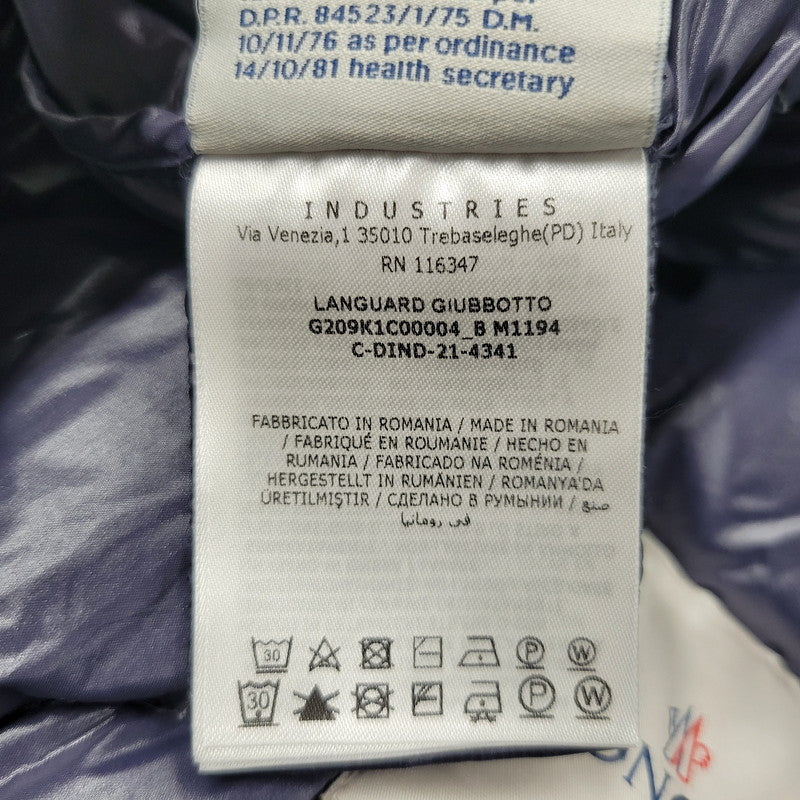 D.P.R. 84523/1/75 D.M.
10/11/76 as per ordinance
14/10/81 health secretary
INDUSTRIES
Via Venezia,1 35010 Trebaseleghe(PD) Italy
RN 116347
LANGUARD GIUBBOTTO
G209K1C00004_B M1194
C-DIND-21-4341
FABBRICATO IN ROMANIA / MADE IN ROMANIA
/ FABRIQUÉ EN ROUMANIE / HECHO EN
RUMANIA / FABRICADO NA ROMÉNIA /
HERGESTELLT IN RUMÄNIEN / ROMANYA'DA
ÜRETILMIŞTIR / СДЕЛАНО В РУМЫНИИ / صنع
في رومانيا
30 P W
30 P W